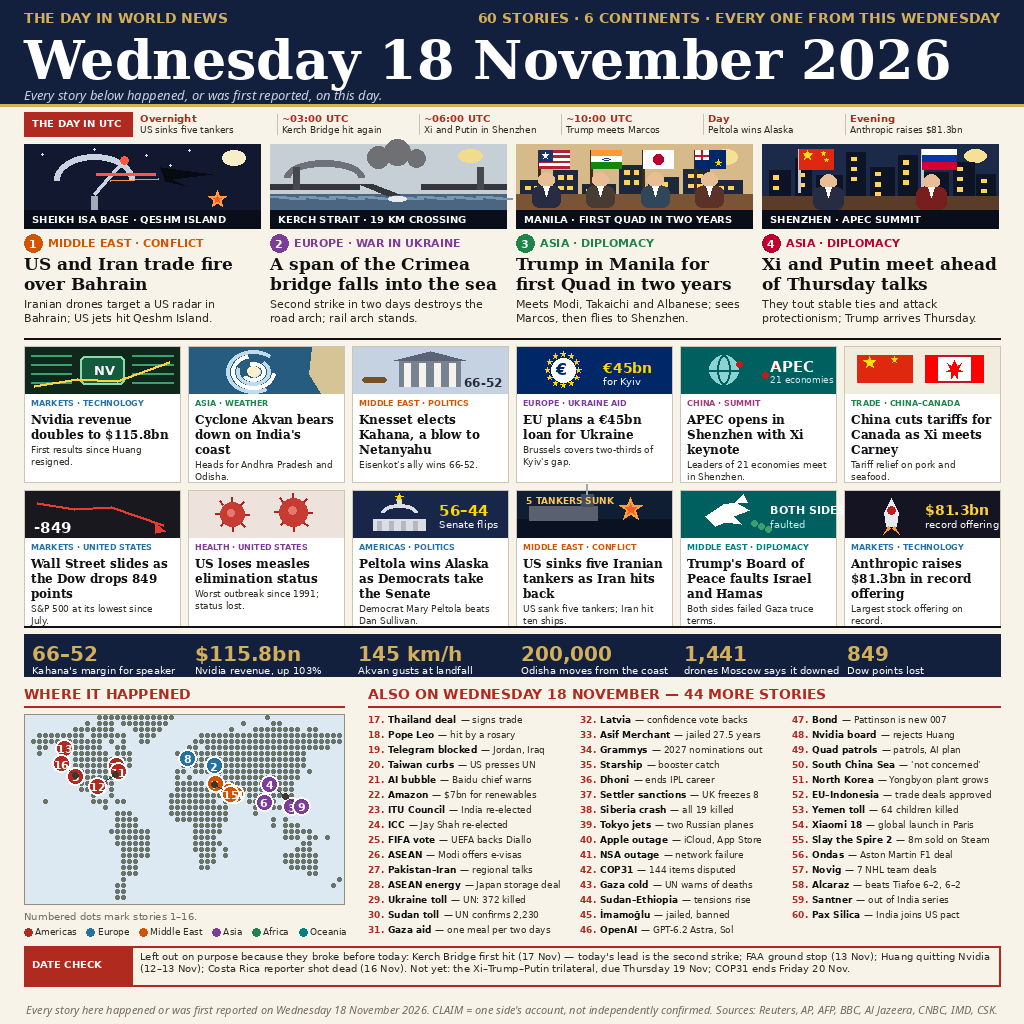 THE DAY IN WORLD NEWS
60 STORIES · 6 CONTINENTS · EVERY ONE FROM THIS WEDNESDAY
Wednesday 18 November 2026
Every story below happened, or was first reported, on this day.
THE DAY IN UTC
Overnight
US sinks five tankers
~03:00 UTC
Kerch Bridge hit again
~06:00 UTC
Xi and Putin in Shenzhen
~10:00 UTC
Trump meets Marcos
Day
Peltola wins Alaska
Evening
Anthropic raises $81.3bn
SHEIKH ISA BASE · QESHM ISLAND
1 MIDDLE EAST · CONFLICT
US and Iran trade fire
over Bahrain
Iranian drones target a US radar in
Bahrain; US jets hit Qeshm Island.
KERCH STRAIT · 19 KM CROSSING
2 EUROPE · WAR IN UKRAINE
A span of the Crimea
bridge falls into the sea
Second strike in two days destroys the
road arch; rail arch stands.
MANILA · FIRST QUAD IN TWO YEARS
3 ASIA · DIPLOMACY
Trump in Manila for
first Quad in two years
Meets Modi, Takaichi and Albanese; sees
Marcos, then flies to Shenzhen.
SHENZHEN · APEC SUMMIT
4 ASIA · DIPLOMACY
Xi and Putin meet ahead
of Thursday talks
They tout stable ties and attack
protectionism; Trump arrives Thursday.
NV
MARKETS · TECHNOLOGY
Nvidia revenue
doubles to $115.8bn
First results since Huang
resigned.
ASIA · WEATHER
Cyclone Akvan bears
down on India's
coast
Heads for Andhra Pradesh and
Odisha.
66-52
MIDDLE EAST · POLITICS
Knesset elects
Kahana, a blow to
Netanyahu
Eisenkot's ally wins 66-52.
€
€45bn
for Kyiv
EUROPE · UKRAINE AID
EU plans a €45bn
loan for Ukraine
Brussels covers two-thirds of
Kyiv's gap.
APEC
21 economies
CHINA · SUMMIT
APEC opens in
Shenzhen with Xi
keynote
Leaders of 21 economies meet
in Shenzhen.
TRADE · CHINA–CANADA
China cuts tariffs for
Canada as Xi meets
Carney
Tariff relief on pork and
seafood.
-849
MARKETS · UNITED STATES
Wall Street slides as
the Dow drops 849
points
S&P 500 at its lowest since
July.
HEALTH · UNITED STATES
US loses measles
elimination status
Worst outbreak since 1991;
status lost.
56–44
Senate flips
AMERICAS · POLITICS
Peltola wins Alaska
as Democrats take
the Senate
Democrat Mary Peltola beats
Dan Sullivan.
5 TANKERS SUNK
MIDDLE EAST · CONFLICT
US sinks five Iranian
tankers as Iran hits
back
US sank five tankers; Iran hit
ten ships.
BOTH SIDE
faulted
MIDDLE EAST · DIPLOMACY
Trump's Board of
Peace faults Israel
and Hamas
Both sides failed Gaza truce
terms.
$81.3bn
record offering
MARKETS · TECHNOLOGY
Anthropic raises
$81.3bn in record
offering
Largest stock offering on
record.
66–52
Kahana's margin for speaker
$115.8bn
Nvidia revenue, up 103%
145 km/h
Akvan gusts at landfall
200,000
Odisha moves from the coast
1,441
drones Moscow says it downed
849
Dow points lost
WHERE IT HAPPENED
13
16
12
1
8
2
15
4
6
3
9
Numbered dots mark stories 1–16.
Americas
Europe
Middle East
Asia
Africa
Oceania
ALSO ON WEDNESDAY 18 NOVEMBER — 44 MORE STORIES
17. Thailand deal — signs trade
18. Pope Leo — hit by a rosary
19. Telegram blocked — Jordan, Iraq
20. Taiwan curbs — US presses UN
21. AI bubble — Baidu chief warns
22. Amazon — $7bn for renewables
23. ITU Council — India re-elected
24. ICC — Jay Shah re-elected
25. FIFA vote — UEFA backs Diallo
26. ASEAN — Modi offers e-visas
27. Pakistan–Iran — regional talks
28. ASEAN energy — Japan storage deal
29. Ukraine toll — UN: 372 killed
30. Sudan toll — UN confirms 2,230
31. Gaza aid — one meal per two days
32. Latvia — confidence vote backs
33. Asif Merchant — jailed 27.5 years
34. Grammys — 2027 nominations out
35. Starship — booster catch
36. Dhoni — ends IPL career
37. Settler sanctions — UK freezes 8
38. Siberia crash — all 19 killed
39. Tokyo jets — two Russian planes
40. Apple outage — iCloud, App Store
41. NSA outage — network failure
42. COP31 — 144 items disputed
43. Gaza cold — UN warns of deaths
44. Sudan–Ethiopia — tensions rise
45. İmamoğlu — jailed, banned
46. OpenAI — GPT-6.2 Astra, Sol
47. Bond — Pattinson is new 007
48. Nvidia board — rejects Huang
49. Quad patrols — patrols, AI plan
50. South China Sea — 'not concerned'
51. North Korea — Yongbyon plant grows
52. EU–Indonesia — trade deals approved
53. Yemen toll — 64 children killed
54. Xiaomi 18 — global launch in Paris
55. Slay the Spire 2 — 8m sold on Steam
56. Ondas — Aston Martin F1 deal
57. Novig — 7 NHL team deals
58. Alcaraz — beats Tiafoe 6–2, 6–2
59. Santner — out of India series
60. Pax Silica — India joins US pact
DATE CHECK
Left out on purpose because they broke before today: Kerch Bridge first hit (17 Nov) — today's lead is the second strike; FAA ground stop (13 Nov); Huang quitting Nvidia
(12–13 Nov); Costa Rica reporter shot dead (16 Nov). Not yet: the Xi–Trump–Putin trilateral, due Thursday 19 Nov; COP31 ends Friday 20 Nov.
Every story here happened or was first reported on Wednesday 18 November 2026. CLAIM = one side's account, not independently confirmed. Sources: Reuters, AP, AFP, BBC, Al Jazeera, CNBC, IMD, CSK.